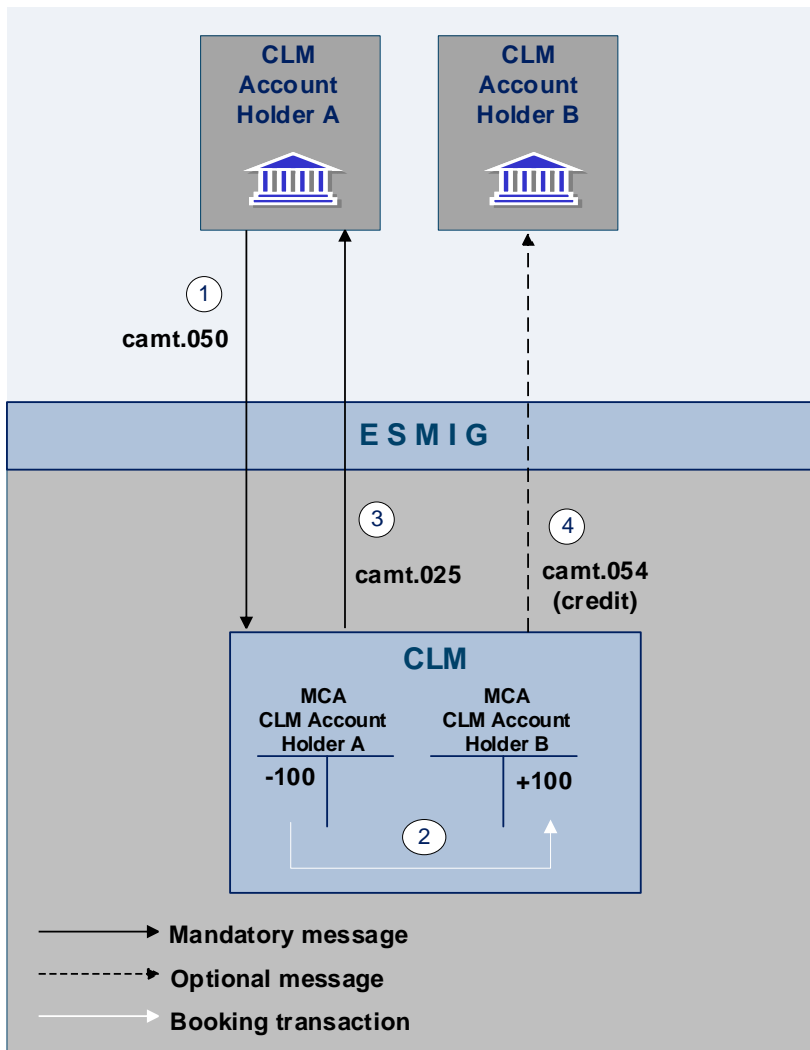 CLM
Account
Holder A
CLM
Account
Holder B
1
camt.050
E S M I G
3
camt.025
4
camt.054
(credit)
CLM
MCA
CLM Account
Holder A
MCA
CLM Account
Holder B
-100
+100
2
Mandatory message
Optional message
Booking transaction